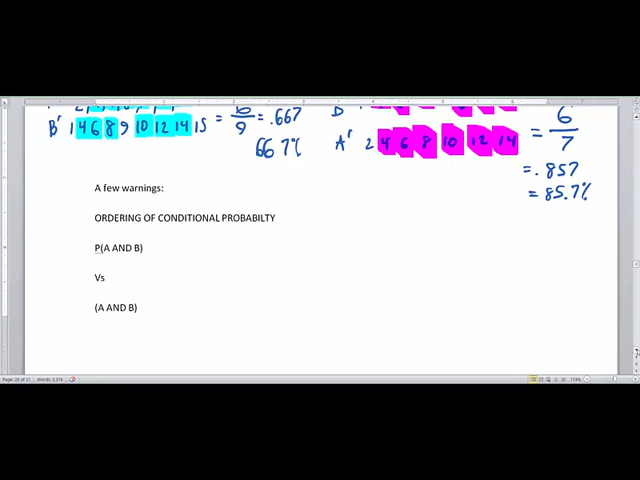 B' 1 4 6 8 9 10 12 14 15 = 6/9 = .667
66.7%
A' 2 4 6 8 10 12 14 = 6/7
= .857
= 85.7%
A few warnings:
ORDERING OF CONDITIONAL PROBABILTY
P(A AND B)
Vs
(A AND B)